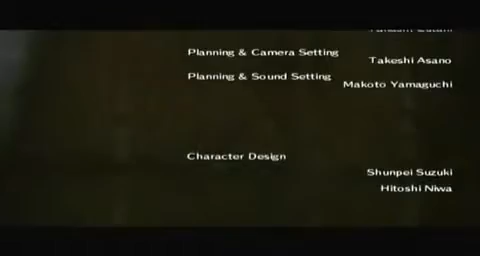 Planning & Camera Setting
Takeshi Asano
Planning & Sound Setting
Makoto Yamaguchi
Character Design
Shunpei Suzuki
Hitoshi Niwa